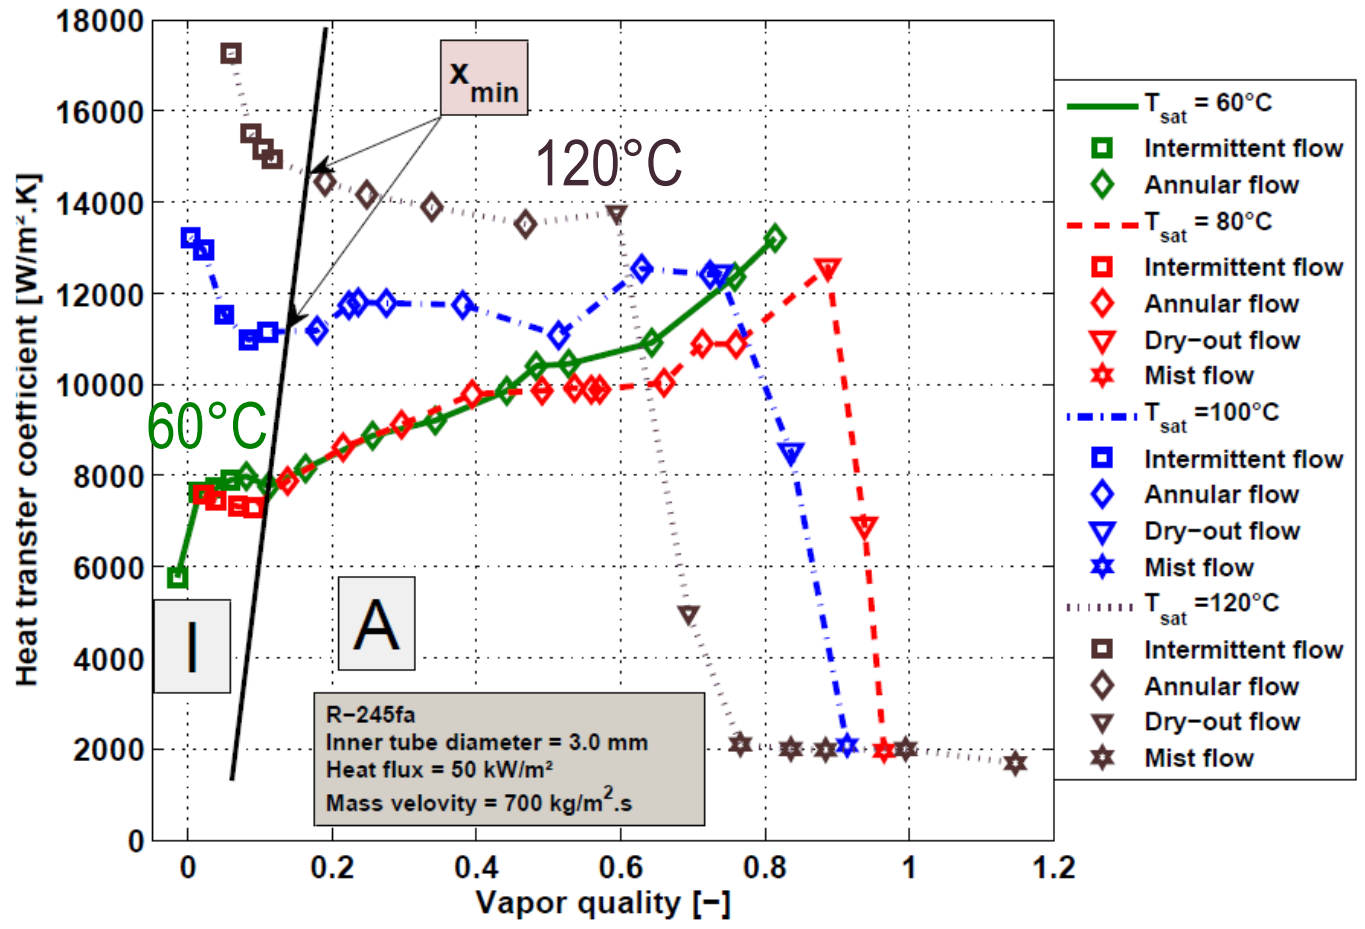 18000
16000
14000
12000
10000
8000
6000
4000
2000
0
Heat transfer coefficient [W/m².K]
0 0.2 0.4 0.6 0.8 1 1.2
Vapor quality [−]
x min
120°C
60°C
I
A
R−245fa
Inner tube diameter = 3.0 mm
Heat flux = 50 kW/m²
Mass velovity = 700 kg/m².s
T sat = 60°C
Intermittent flow
Annular flow
T sat = 80°C
Intermittent flow
Annular flow
Dry−out flow
Mist flow
T sat =100°C
Intermittent flow
Annular flow
Dry−out flow
Mist flow
T sat =120°C
Intermittent flow
Annular flow
Dry−out flow
Mist flow